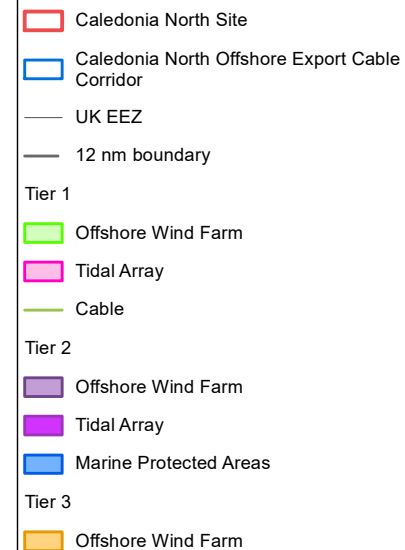 Caledonia North Site
Caledonia North Offshore Export Cable
Corridor
UK EEZ
12 nm boundary
Tier 1
Offshore Wind Farm
Tidal Array
Cable
Tier 2
Offshore Wind Farm
Tidal Array
Marine Protected Areas
Tier 3
Offshore Wind Farm